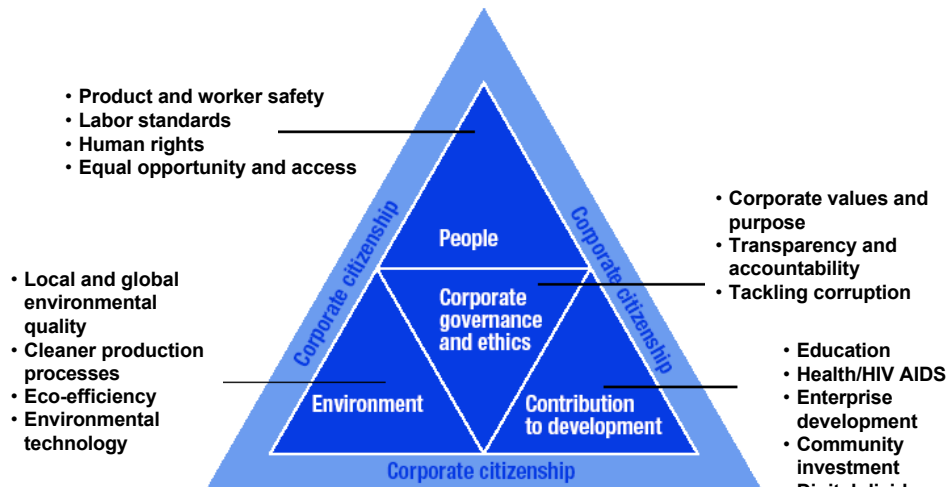 • Product and worker safety
• Labor standards
• Human rights
• Equal opportunity and access
Corporate citizenship
Corporate citizenship
People
• Corporate values and
purpose
• Transparency and
accountability
• Tackling corruption
• Local and global
environmental
quality
• Cleaner production
processes
• Eco-efficiency
• Environmental
technology
Corporate
governance
and ethics
Environment
Contribution
to development
• Education
• Health/HIV AIDS
• Enterprise
development
• Community
investment
Corporate citizenship